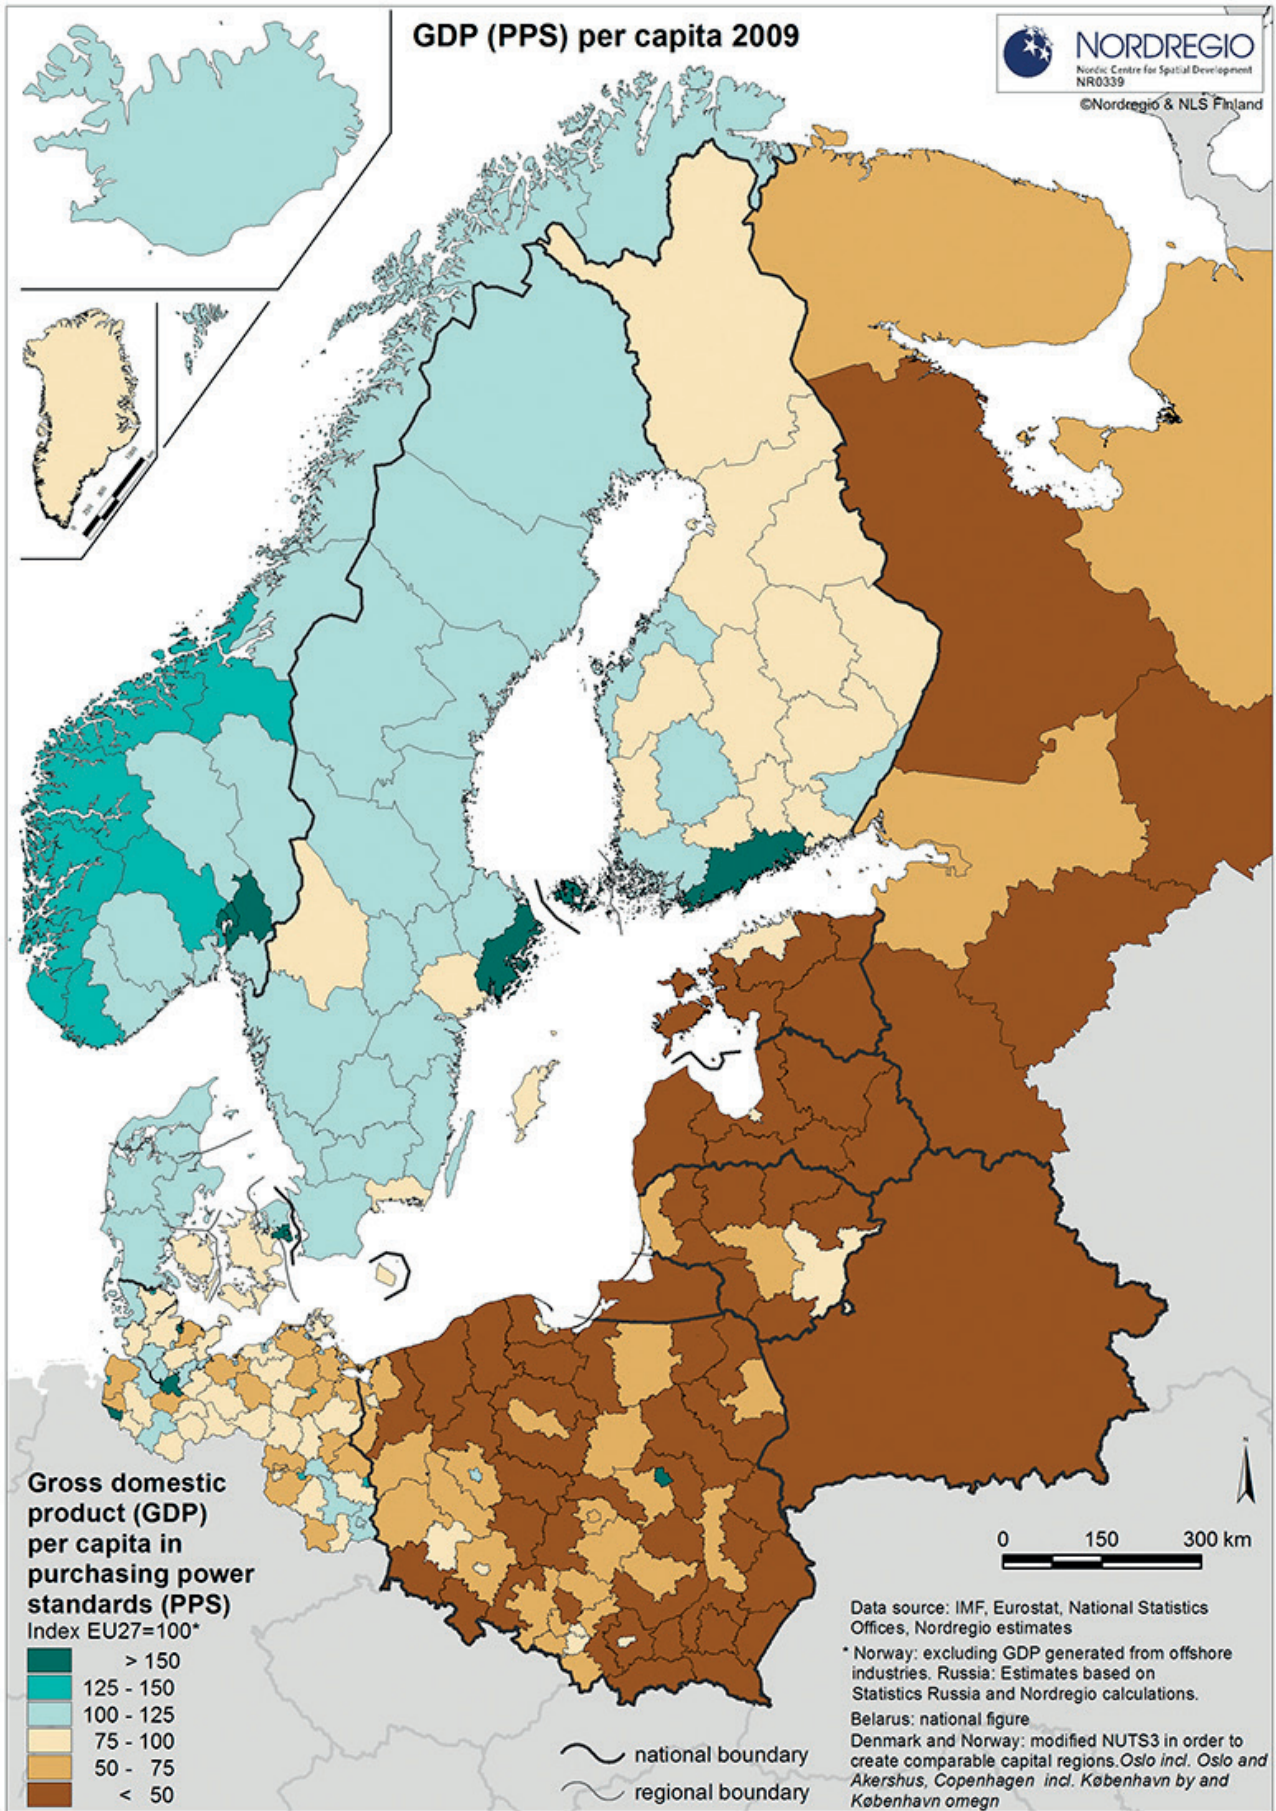 GDP (PPS) per capita 2009
NORDREGIO
Nordic Centre for Spatial Development
NR0339
©Nordregio & NLS Finland
Gross domestic
product (GDP)
per capita in
purchasing power
standards (PPS)
Index EU27=100*
> 150
125 - 150
100 - 125
75 - 100
50 - 75
< 50
national boundary
regional boundary
N
0 150 300 km
Data source: IMF, Eurostat, National Statistics
Offices, Nordregio estimates
* Norway: excluding GDP generated from offshore
industries. Russia: Estimates based on
Statistics Russia and Nordregio calculations.
Belarus: national figure
Denmark and Norway: modified NUTS3 in order to
create comparable capital regions.Oslo incl. Oslo and
Akershus, Copenhagen incl. København by and
København omegn